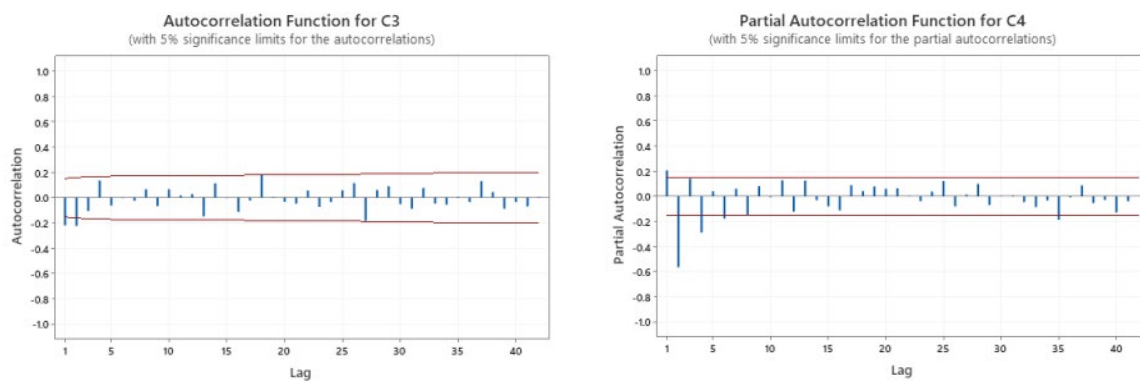 Autocorrelation Function for C3
(with 5% significance limits for the autocorrelations)
1.0
0.8
0.6
0.4
0.2
0.0
-0.2
-0.4
-0.6
-0.8
-1.0
Autocorrelation
1 5 10 15 20 25 30 35 40
Lag
Partial Autocorrelation Function for C4
(with 5% significance limits for the partial autocorrelations)
1.0
0.8
0.6
0.4
0.2
0.0
-0.2
-0.4
-0.6
-0.8
-1.0
Partial Autocorrelation
1 5 10 15 20 25 30 35 40
Lag